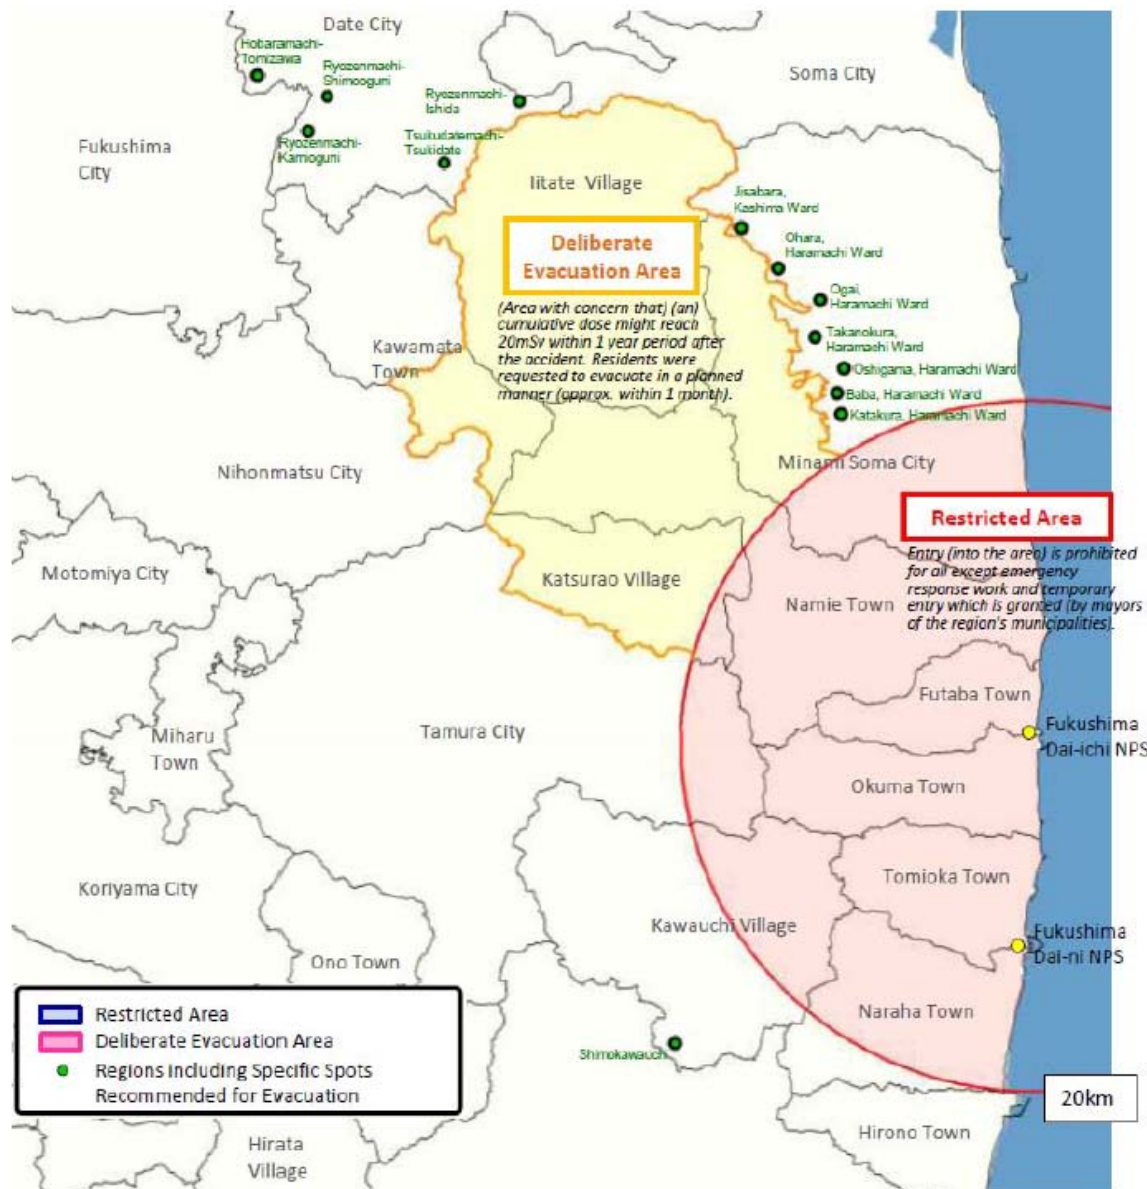 Date City
Hobaramachi-
Tomizawa
Ryozenmachi-
Shimooguni
Ryozenmachi-
Ishida
Soma City
Fukushima
City
Ryozenmachi-
Kamioguni
Tsukudatemachi-
Tsukidate
Iitate Village
Jisabara,
Kashima Ward
Deliberate
Evacuation Area
Ohara,
Haramachi Ward
Ogai,
Haramachi Ward
(Area with concern that) (an)
cumulative dose might reach
20mSv within 1 year period after
the accident. Residents were
requested to evacuate in a planned
manner (approx. within 1 month).
Takanokura,
Haramachi Ward
Kawamata
Town
Oshigama, Haramachi Ward
Baba, Haramachi Ward
Katakura, Haramachi Ward
Nihonmatsu City
Minami Soma City
Restricted Area
Entry (into the area) is prohibited
for all except emergency
response work and temporary
entry which is granted (by mayors
of the region's municipalities).
Motomiya City
Katsurao Village
Namie Town
Futaba Town
Fukushima
Dai-ichi NPS
Miharu
Town
Tamura City
Okuma Town
Koriyama City
Tomioka Town
Kawauchi Village
Fukushima
Dai-ni NPS
Ono Town
Naraha Town
Restricted Area
Deliberate Evacuation Area
Regions Including Specific Spots
Recommended for Evacuation
Shimokawauchi
20km
Hirono Town
Hirata
Village